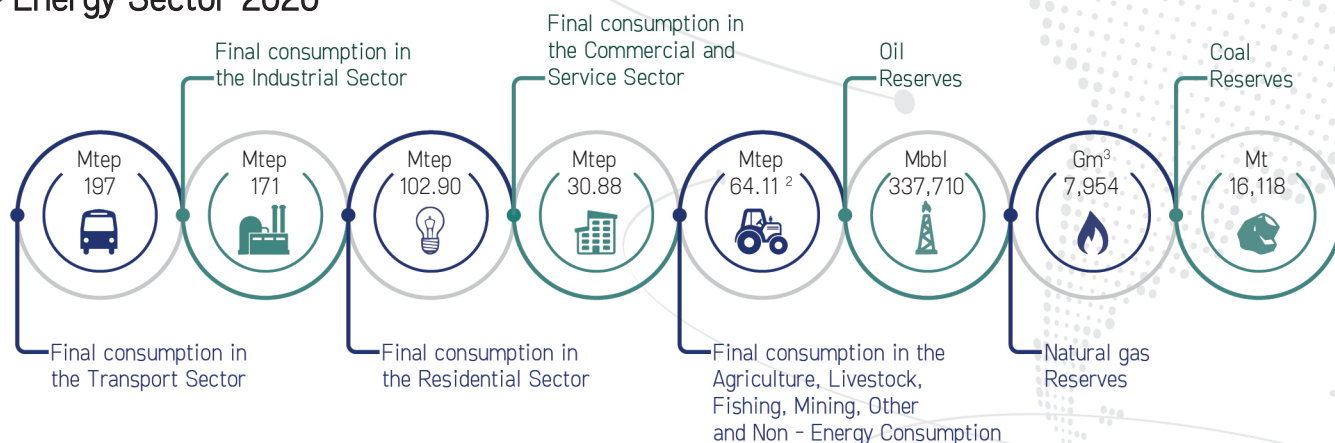 Energy Sector 2020
Final consumption in
the Industrial Sector
Final consumption in
the Commercial and
Service Sector
Oil
Reserves
Coal
Reserves
Mtep
197
Mtep
171
Mtep
102.90
Mtep
30.88
Mtep
64.11 2
Mbbl
337,710
Gm3
7,954
Mt
16,118
Final consumption in
the Transport Sector
Final consumption in
the Residential Sector
Final consumption in the
Agriculture, Livestock,
Fishing, Mining, Other
and Non - Energy Consumption
Natural gas
Reserves